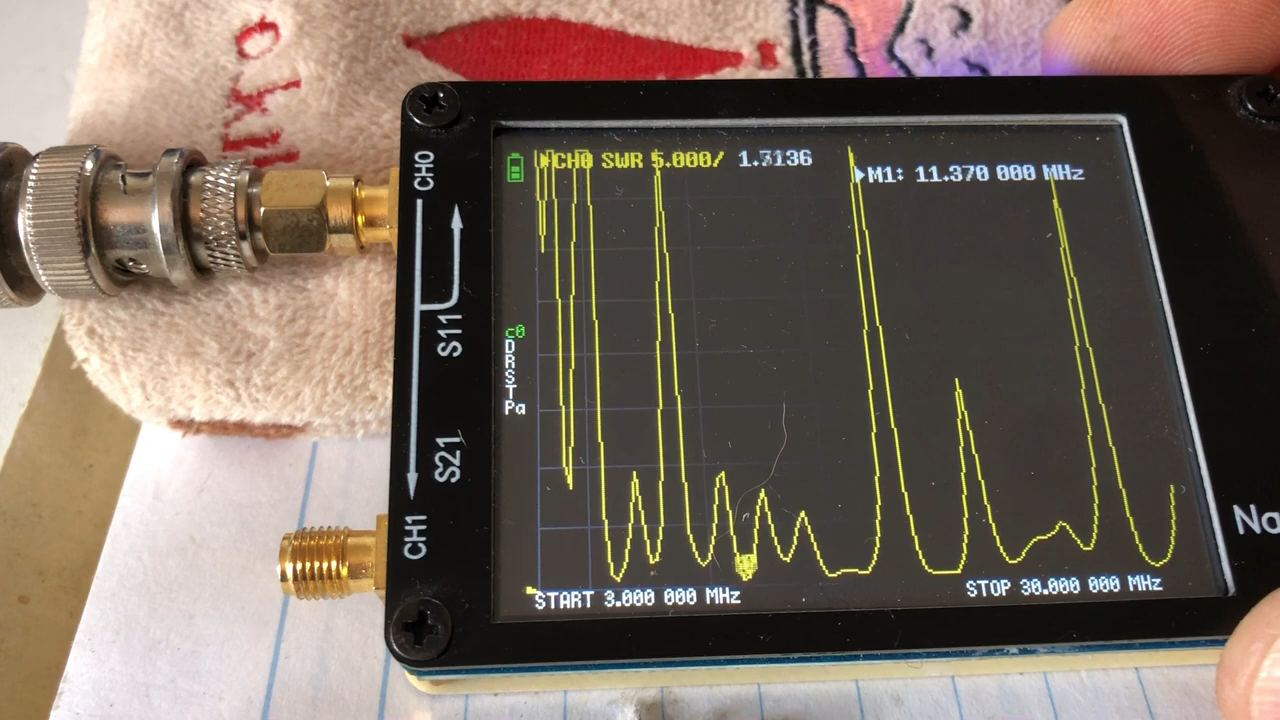 CH0 SWR 5.000/ 1.7136
M1: 11.370 000 MHz
c0
D
R
S
T
Pa
START 3.000 000 MHz
STOP 30.000 000 MHz
CH0
S11
S21
CH1
Na